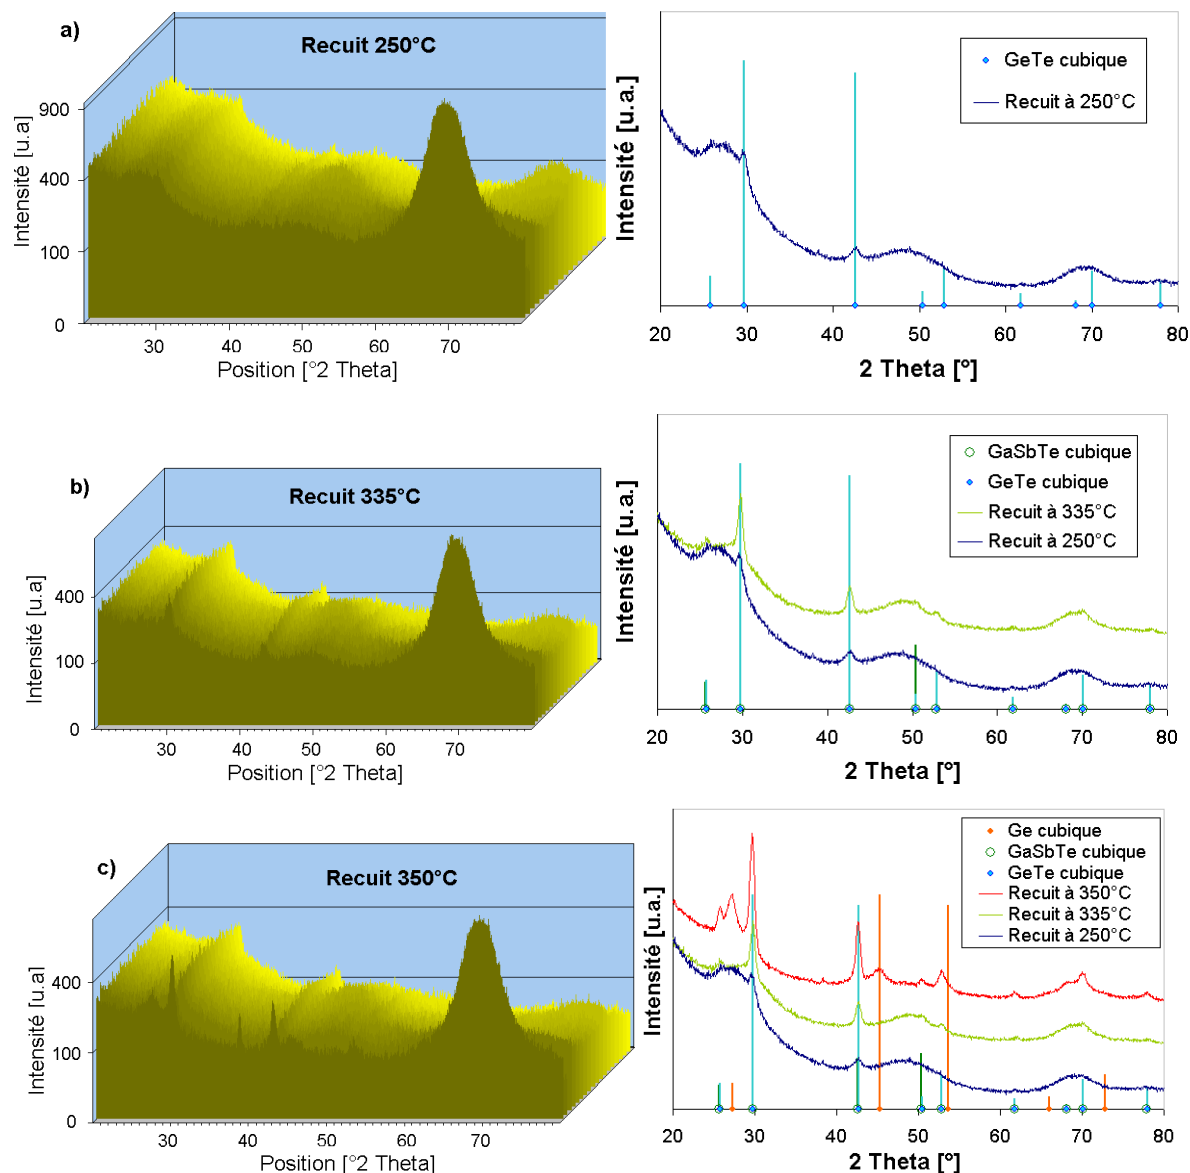 a)
Recuit 250°C
Intensité [u.a]
900
400
100
0
30 40 50 60 70
Position [°2 Theta]
Intensité [u.a.]
GeTe cubique
Recuit à 250°C
20 30 40 50 60 70 80
2 Theta [°]
b)
Recuit 335°C
Intensité [u.a]
400
100
0
30 40 50 60 70
Position [°2 Theta]
Intensité [u.a.]
GaSbTe cubique
GeTe cubique
Recuit à 335°C
Recuit à 250°C
20 30 40 50 60 70 80
2 Theta [°]
c)
Recuit 350°C
Intensité [u.a]
400
100
0
30 40 50 60 70
Position [°2 Theta]
Intensité [u.a.]
Ge cubique
GaSbTe cubique
GeTe cubique
Recuit à 350°C
Recuit à 335°C
Recuit à 250°C
20 30 40 50 60 70 80
2 Theta [°]